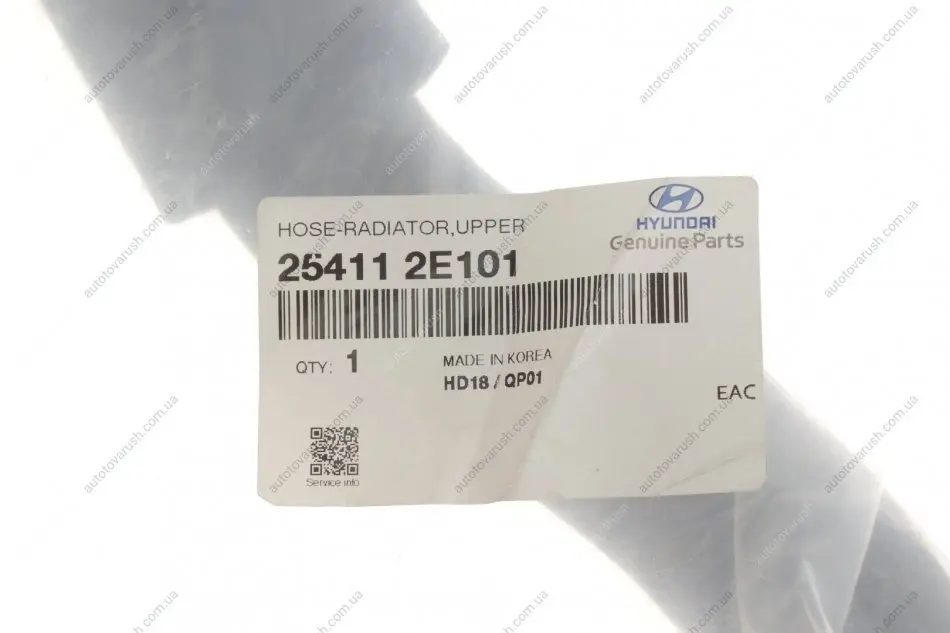 HOSE-RADIATOR,UPPER
HYUNDAI
Genuine Parts
25411 2E101
QTY: 1
MADE IN KOREA
HD18 / QP01
EAC
Service info
autotovarush.com.ua